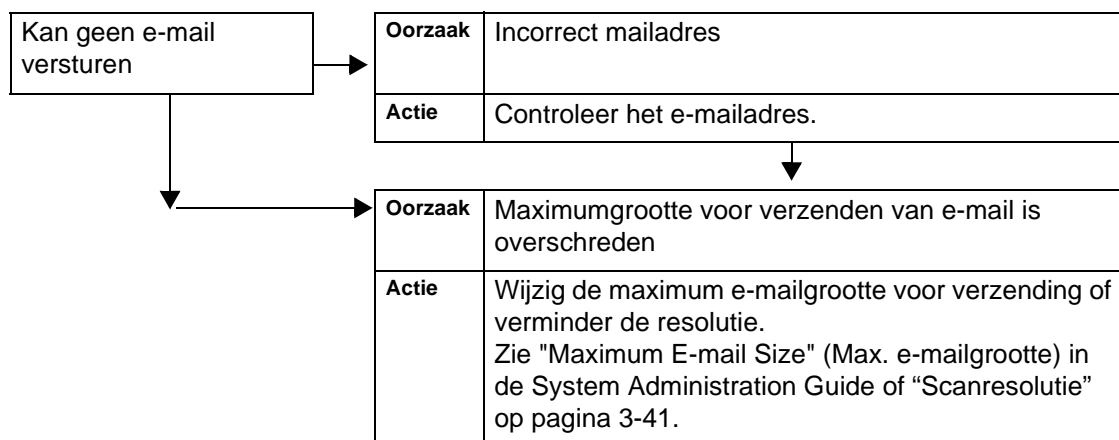 Kan geen e-mail
versturen
Oorzaak Incorrect mailadres
Actie Controleer het e-mailadres.
Oorzaak Maximumgrootte voor verzenden van e-mail is
overschreden
Actie Wijzig de maximum e-mailgrootte voor verzending of
verminder de resolutie.
Zie "Maximum E-mail Size" (Max. e-mailgrootte) in
de System Administration Guide of “Scanresolutie”
op pagina 3-41.